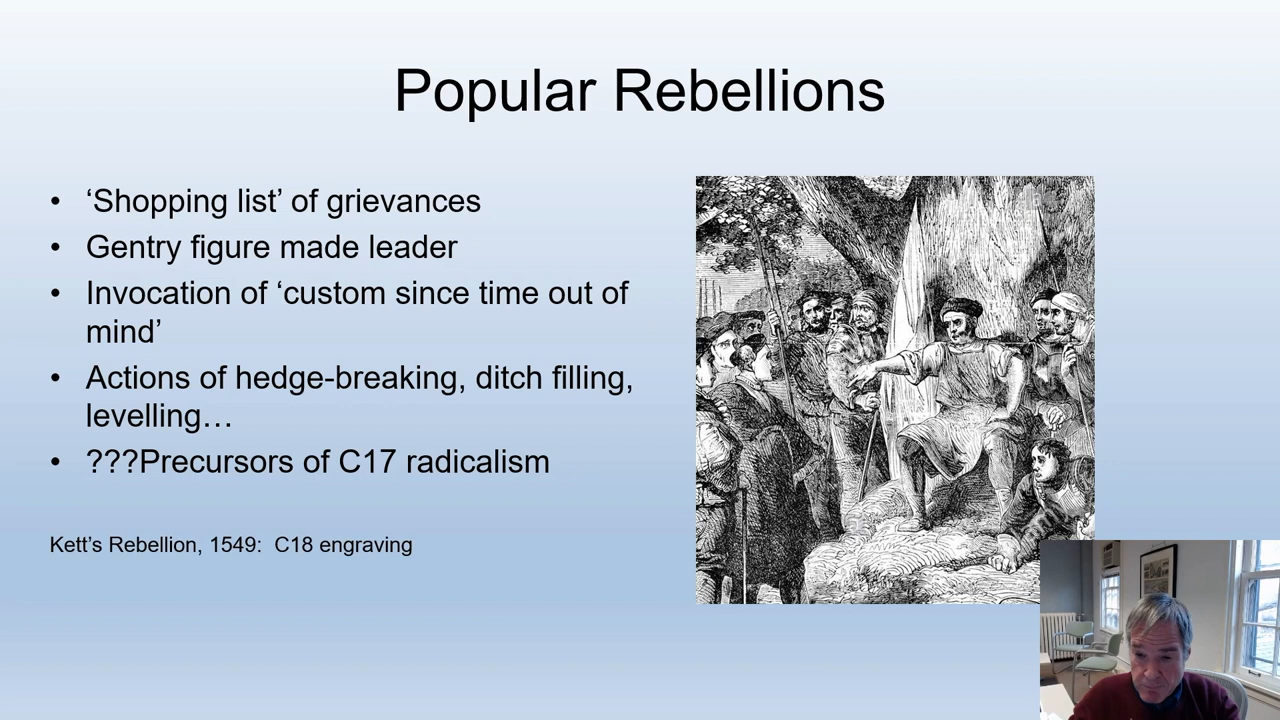 Popular Rebellions
• ‘Shopping list’ of grievances
• Gentry figure made leader
• Invocation of ‘custom since time out of
mind’
• Actions of hedge-breaking, ditch filling,
levelling…
• ???Precursors of C17 radicalism
Kett’s Rebellion, 1549:  C18 engraving